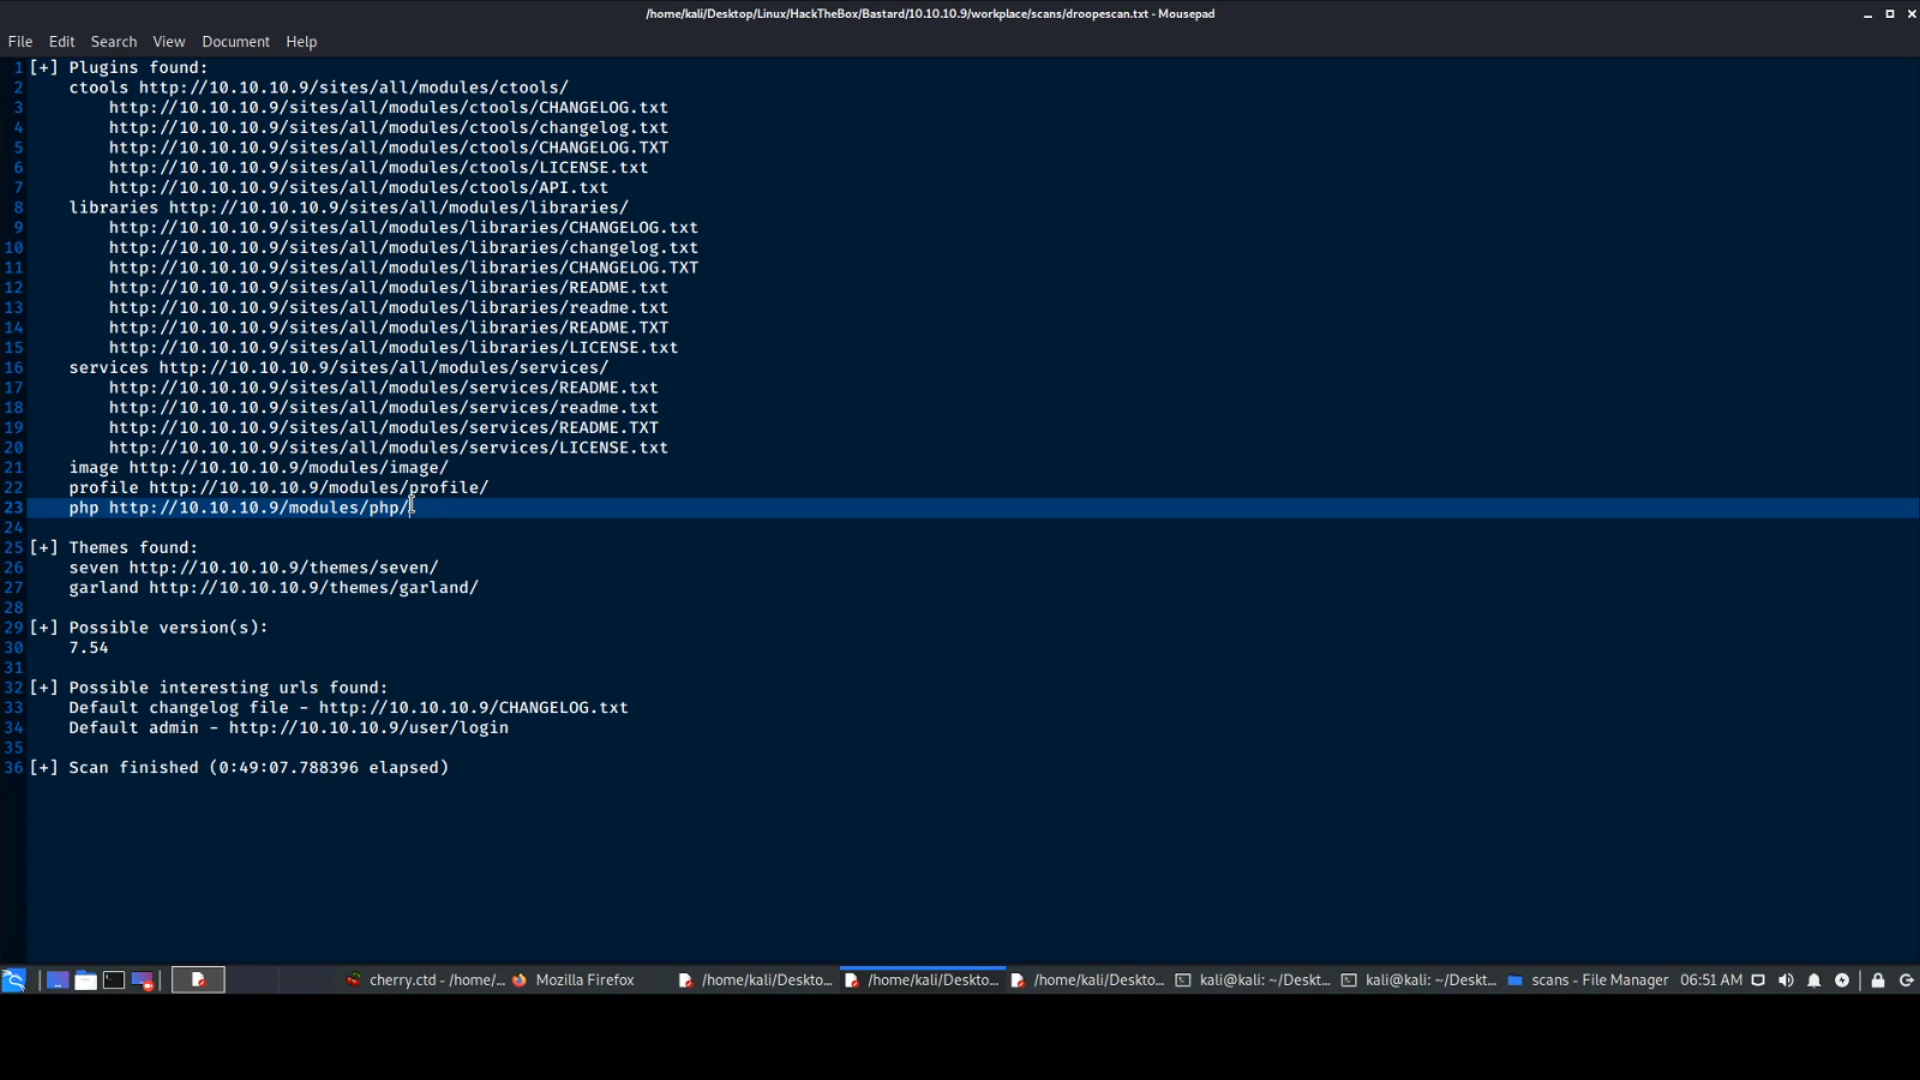 /home/kali/Desktop/Linux/HackTheBox/Bastard/10.10.10.9/workplace/scans/droopescan.txt - Mousepad
File Edit Search View Document Help
1 [+] Plugins found:
2 ctools http://10.10.10.9/sites/all/modules/ctools/
3 http://10.10.10.9/sites/all/modules/ctools/CHANGELOG.txt
4 http://10.10.10.9/sites/all/modules/ctools/changelog.txt
5 http://10.10.10.9/sites/all/modules/ctools/CHANGELOG.TXT
6 http://10.10.10.9/sites/all/modules/ctools/LICENSE.txt
7 http://10.10.10.9/sites/all/modules/ctools/API.txt
8 libraries http://10.10.10.9/sites/all/modules/libraries/
9 http://10.10.10.9/sites/all/modules/libraries/CHANGELOG.txt
10 http://10.10.10.9/sites/all/modules/libraries/changelog.txt
11 http://10.10.10.9/sites/all/modules/libraries/CHANGELOG.TXT
12 http://10.10.10.9/sites/all/modules/libraries/README.txt
13 http://10.10.10.9/sites/all/modules/libraries/readme.txt
14 http://10.10.10.9/sites/all/modules/libraries/README.TXT
15 http://10.10.10.9/sites/all/modules/libraries/LICENSE.txt
16 services http://10.10.10.9/sites/all/modules/services/
17 http://10.10.10.9/sites/all/modules/services/README.txt
18 http://10.10.10.9/sites/all/modules/services/readme.txt
19 http://10.10.10.9/sites/all/modules/services/README.TXT
20 http://10.10.10.9/sites/all/modules/services/LICENSE.txt
21 image http://10.10.10.9/modules/image/
22 profile http://10.10.10.9/modules/profile/
23 php http://10.10.10.9/modules/php/
24
25 [+] Themes found:
26 seven http://10.10.10.9/themes/seven/
27 garland http://10.10.10.9/themes/garland/
28
29 [+] Possible version(s):
30 7.54
31
32 [+] Possible interesting urls found:
33 Default changelog file - http://10.10.10.9/CHANGELOG.txt
34 Default admin - http://10.10.10.9/user/login
35
36 [+] Scan finished (0:49:07.788396 elapsed)
cherry.ctd - /home/... Mozilla Firefox /home/kali/Deskto... /home/kali/Deskto... /home/kali/Deskto... kali@kali: ~/Deskt... kali@kali: ~/Deskt... scans - File Manager 06:51 AM